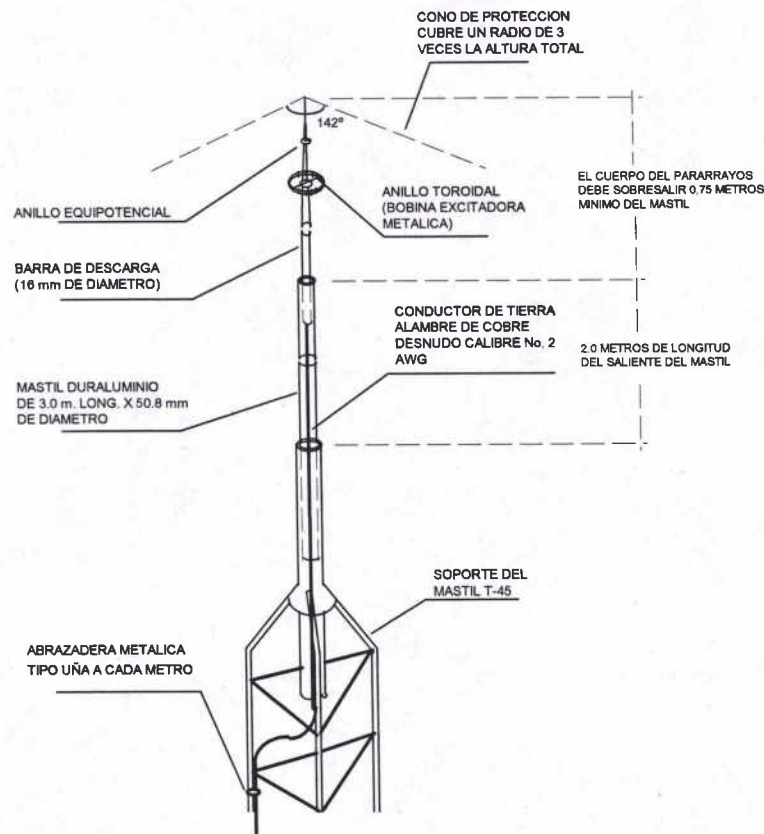 CONO DE PROTECCION
CUBRE UN RADIO DE 3
VECES LA ALTURA TOTAL
142°
EL CUERPO DEL PARARRAYOS
DEBE SOBRESALIR 0,75 METROS
MINIMO DEL MASTIL
ANILLO TOROIDAL
(BOBINA EXCITADORA
METALICA)
ANILLO EQUIPOTENCIAL
BARRA DE DESCARGA
(16 mm DE DIAMETRO)
CONDUCTOR DE TIERRA
ALAMBRE DE COBRE
DESNUDO CALIBRE No. 2
AWG
2.0 METROS DE LONGITUD
DEL SALIENTE DEL MASTIL
MASTIL DURALUMINIO
DE 3.0 m. LONG. X 50.8 mm
DE DIAMETRO
SOPORTE DEL
MASTIL T-45
ABRAZADERA METALICA
TIPO UÑA A CADA METRO